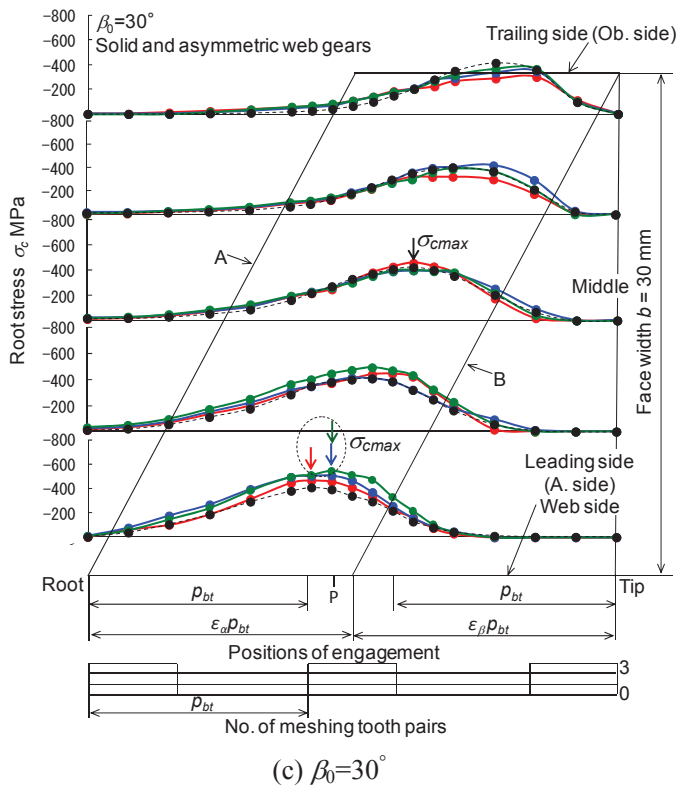 β0=30°
Solid and asymmetric web gears
Trailing side (Ob. side)
−800
−600
−400
−200
−800
−600
−400
−200
−800
−600
−400
−200
−800
−600
−400
−200
−800
−600
−400
−200
Root stress σc MPa
A
σcmax
Middle
B
σcmax
Face width b = 30 mm
Leading side
(A. side)
Web side
Root
Tip
pbt
P
pbt
εαpbt
εβpbt
Positions of engagement
3
0
pbt
No. of meshing tooth pairs
(c) β0=30°